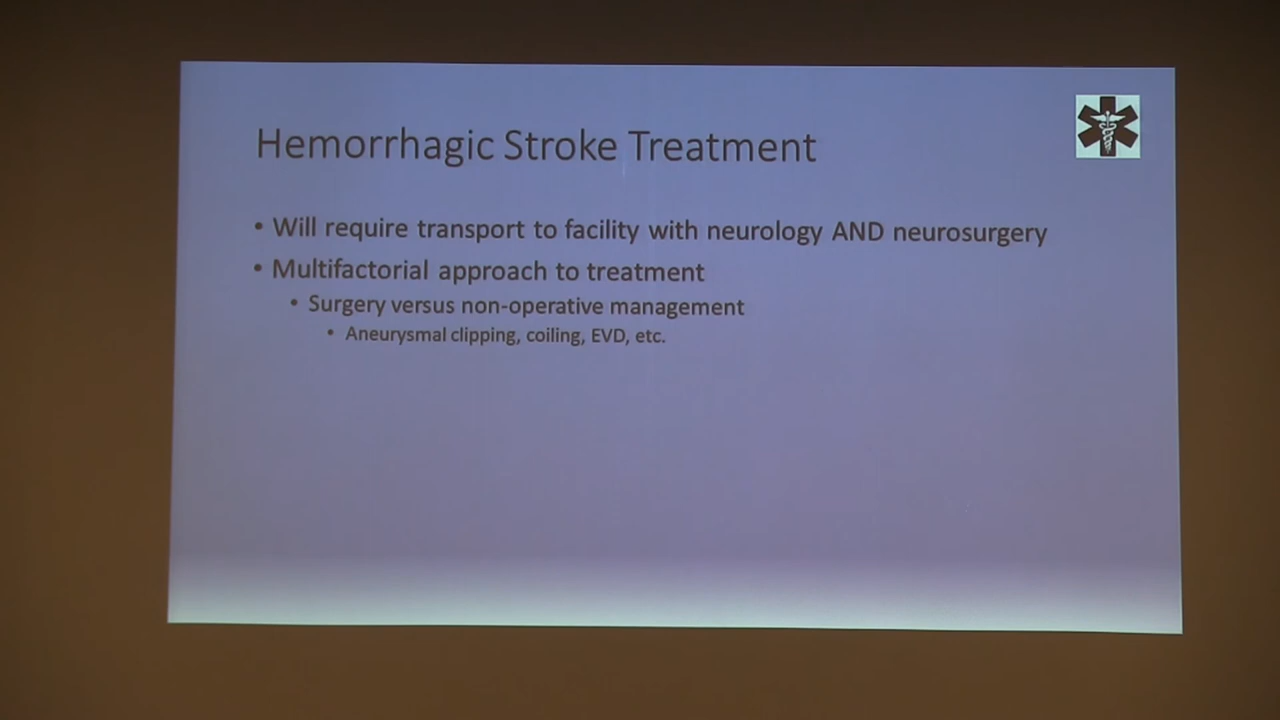 Hemorrhagic Stroke Treatment
• Will require transport to facility with neurology AND neurosurgery
• Multifactorial approach to treatment
• Surgery versus non-operative management
• Aneurysmal clipping, coiling, EVD, etc.